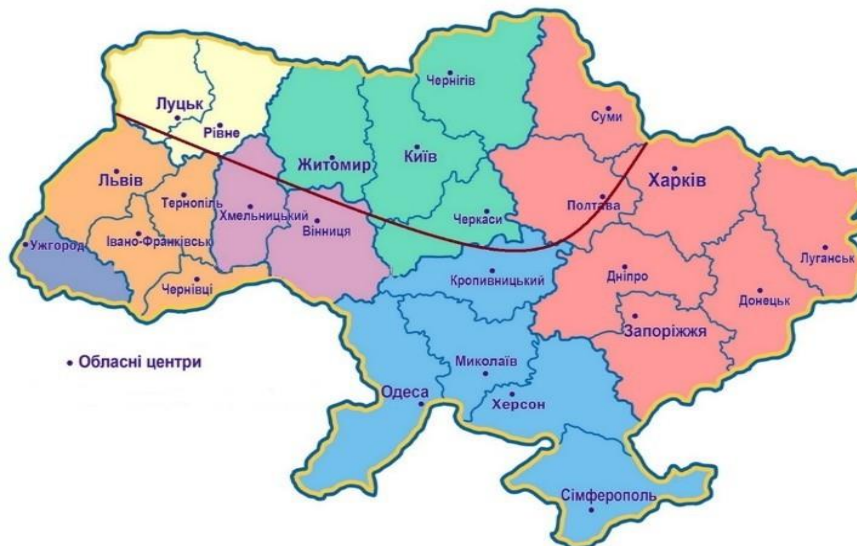 Чернігів
Луцьк
Суми
Рівне
Житомир
Київ
Львів
Харків
Тернопіль
Полтава
Хмельницький
Черкаси
Вінниця
Ужгород
Івано-Франківськ
Луганськ
Кропивницький
Дніпро
Чернівці
Донецьк
Запоріжжя
• Обласні центри
Миколаїв
Одеса
Херсон
Сімферополь